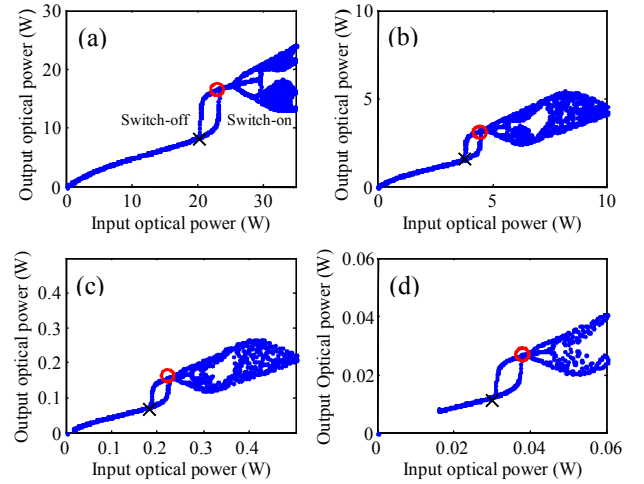 Output optical power (W)
30
20
10
0
(a)
Switch-off
Switch-on
0
10
20
30
Input optical power (W)
Output optical power (W)
10
5
0
(b)
0
5
10
Input optical power (W)
Output optical power (W)
0.4
0.3
0.2
0.1
0
(c)
0
0.1
0.2
0.3
0.4
Input optical power (W)
Output Optical power (W)
0.06
0.04
0.02
0
(d)
0
0.02
0.04
0.06
Input optical power (W)